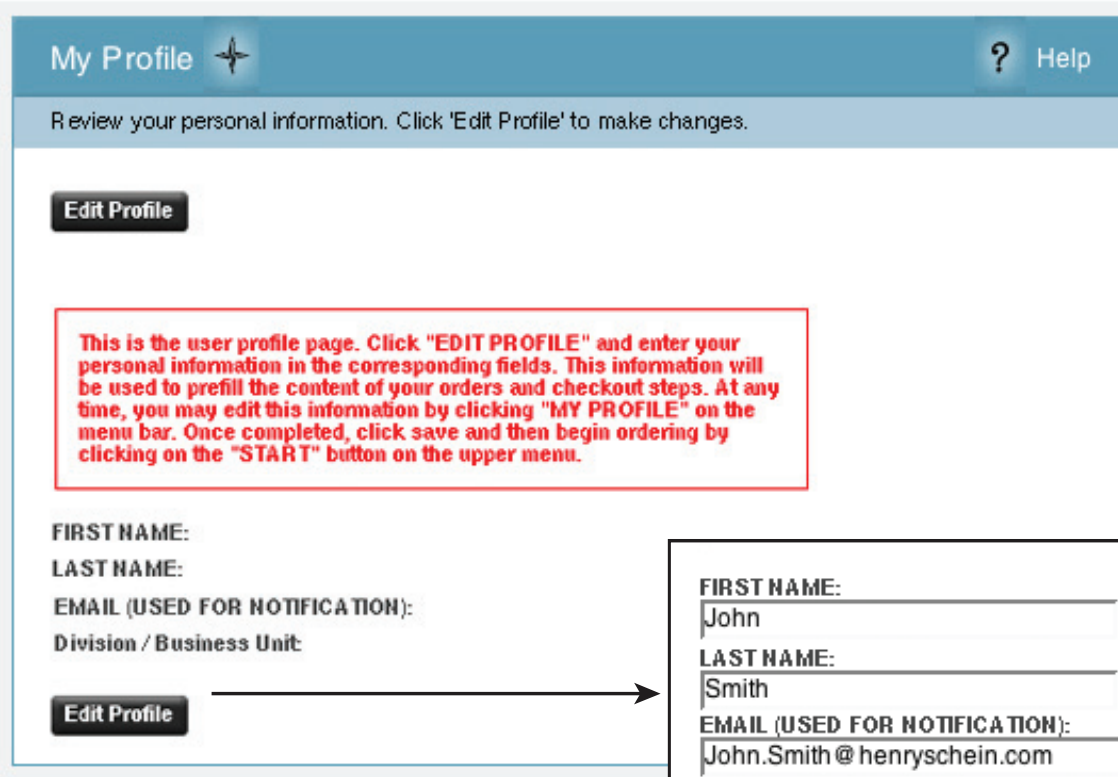 My Profile
? Help
Review your personal information. Click 'Edit Profile' to make changes.
Edit Profile
This is the user profile page. Click "EDIT PROFILE" and enter your
personal information in the corresponding fields. This information will
be used to prefill the content of your orders and checkout steps. At any
time, you may edit this information by clicking "MY PROFILE" on the
menu bar. Once completed, click save and then begin ordering by
clicking on the "START" button on the upper menu.
FIRST NAME:
LAST NAME:
EMAIL (USED FOR NOTIFICATION):
Division / Business Unit:
Edit Profile
FIRST NAME:
John
LAST NAME:
Smith
EMAIL (USED FOR NOTIFICATION):
John.Smith@henryschein.com